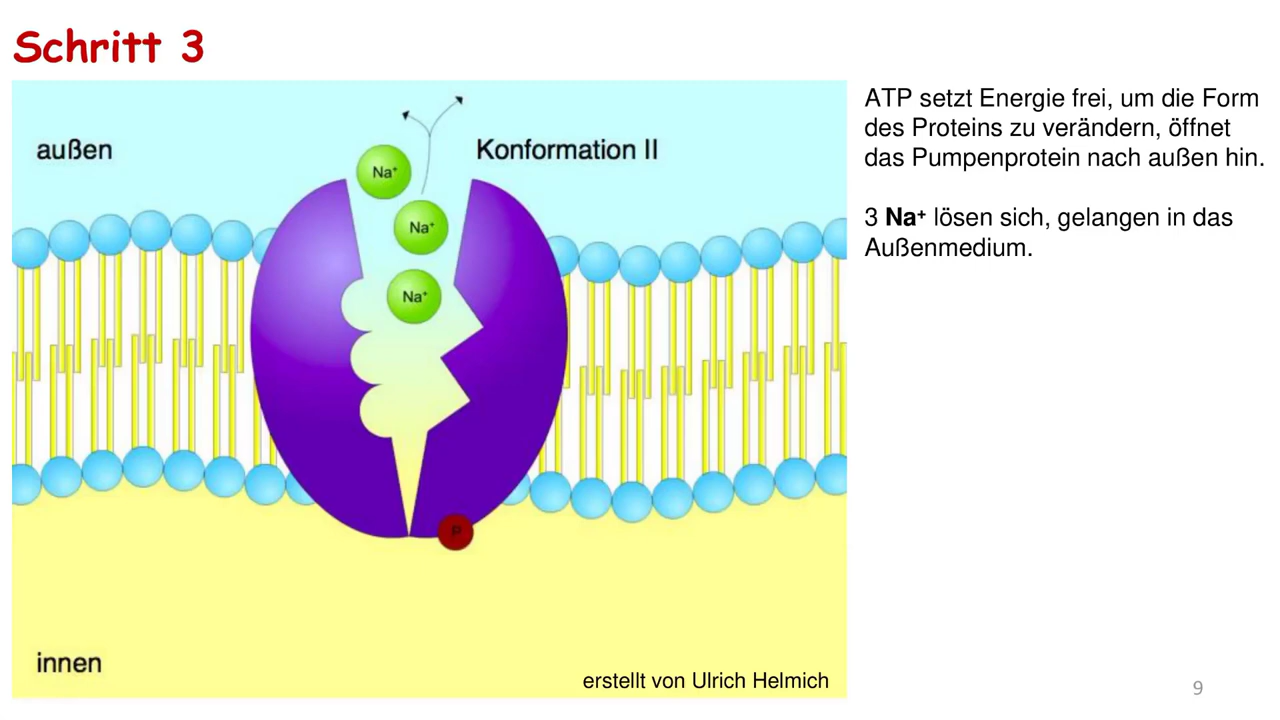 Schritt 3
außen
Konformation II
Na⁺
Na⁺
Na⁺
P
innen
erstellt von Ulrich Helmich
ATP setzt Energie frei, um die Form
des Proteins zu verändern, öffnet
das Pumpenprotein nach außen hin.
3 Na⁺ lösen sich, gelangen in das
Außenmedium.
9